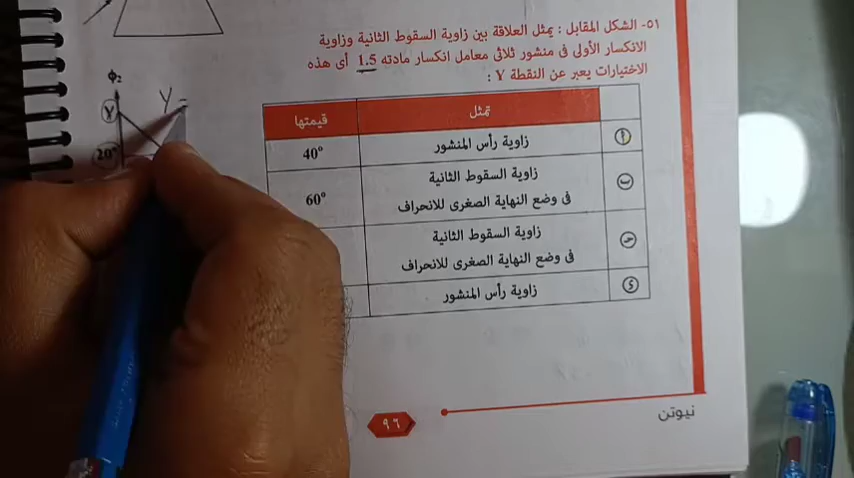 ٥١- الشكل المقابل : يمثل العلاقة بين زاوية السقوط الثانية وزاوية
الانكسار الأولى فى منشور ثلاثى معامل انكسار مادته 1.5 أى هذه
الاختيارات يعبر عن النقطة Y :
ϕ₂
Y
Y =
20°
تمثل قيمتها
أ زاوية رأس المنشور 40°
ب زاوية السقوط الثانية
فى وضع النهاية الصغرى للانحراف 60°
جـ زاوية السقوط الثانية
فى وضع النهاية الصغرى للانحراف
د زاوية رأس المنشور
٩٦
نيوتن